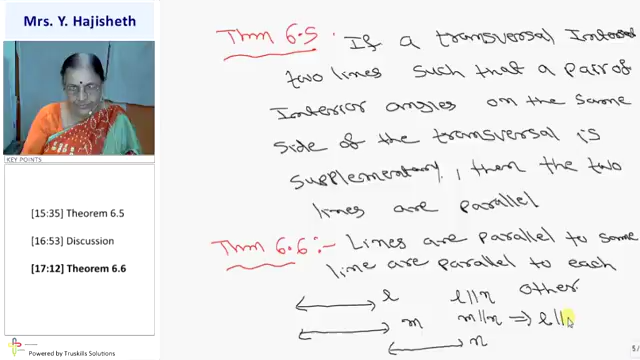 Mrs. Y. Hajisheth
KEY POINTS
[15:35] Theorem 6.5
[16:53] Discussion
[17:12] Theorem 6.6
Powered by Truskills Solutions
Thm 6.5 . If a transversal Intersect
two lines such that a pair of
Interior angles on the same
side of the transversal is
supplementary, then the two
lines are parallel
Thm 6.6 :- Lines are parallel to same
line are parallel to each
other.
l
l||n
m
m||n ⇒ l||
n
5/